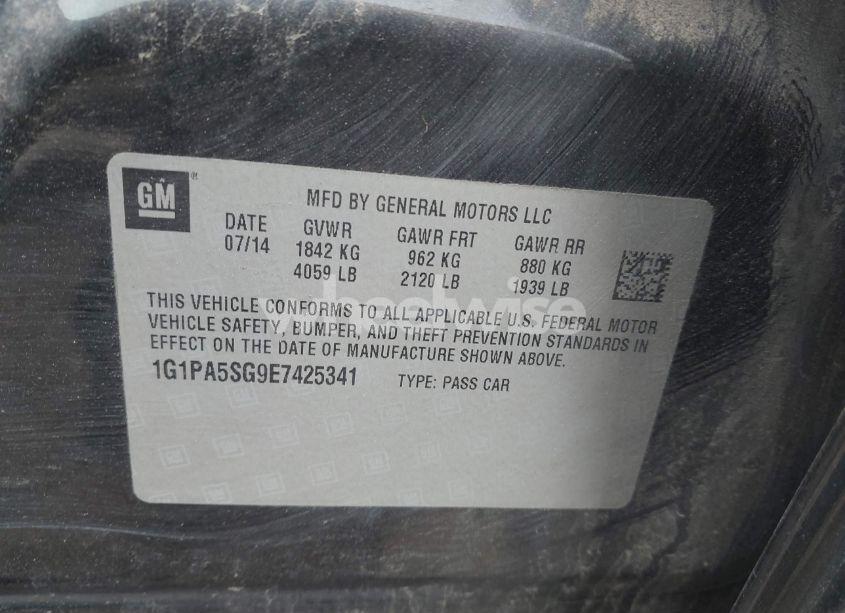 GM ®
MFD BY GENERAL MOTORS LLC
DATE GVWR GAWR FRT GAWR RR
07/14 1842 KG 962 KG 880 KG
4059 LB 2120 LB 1939 LB
THIS VEHICLE CONFORMS TO ALL APPLICABLE U.S. FEDERAL MOTOR
VEHICLE SAFETY, BUMPER, AND THEFT PREVENTION STANDARDS IN
EFFECT ON THE DATE OF MANUFACTURE SHOWN ABOVE.
1G1PA5SG9E7425341 TYPE: PASS CAR
wheelwise